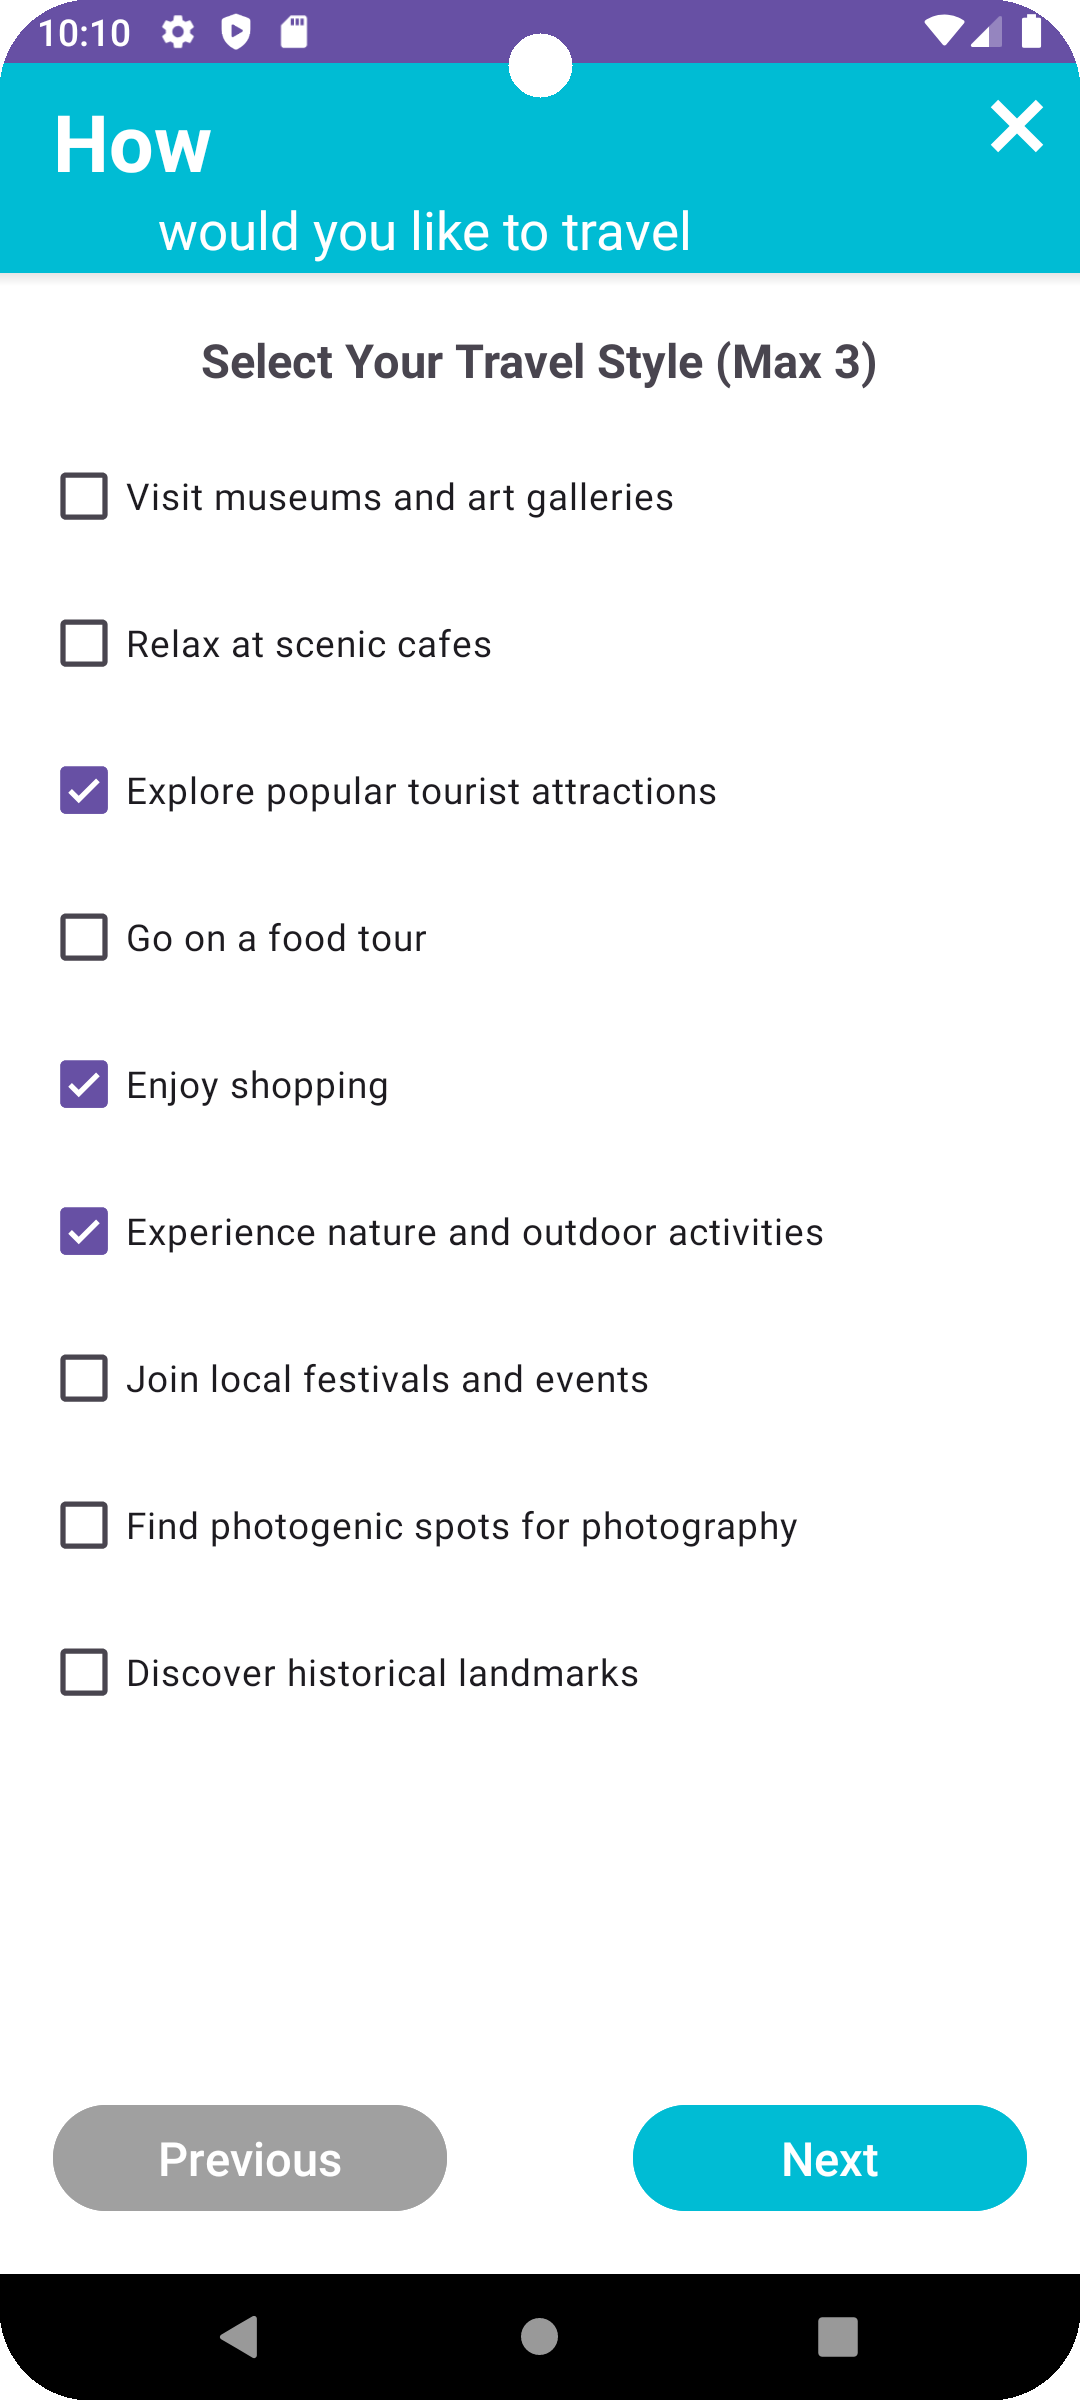 10:10
How
would you like to travel
Select Your Travel Style (Max 3)
Visit museums and art galleries
Relax at scenic cafes
Explore popular tourist attractions
Go on a food tour
Enjoy shopping
Experience nature and outdoor activities
Join local festivals and events
Find photogenic spots for photography
Discover historical landmarks
Previous
Next